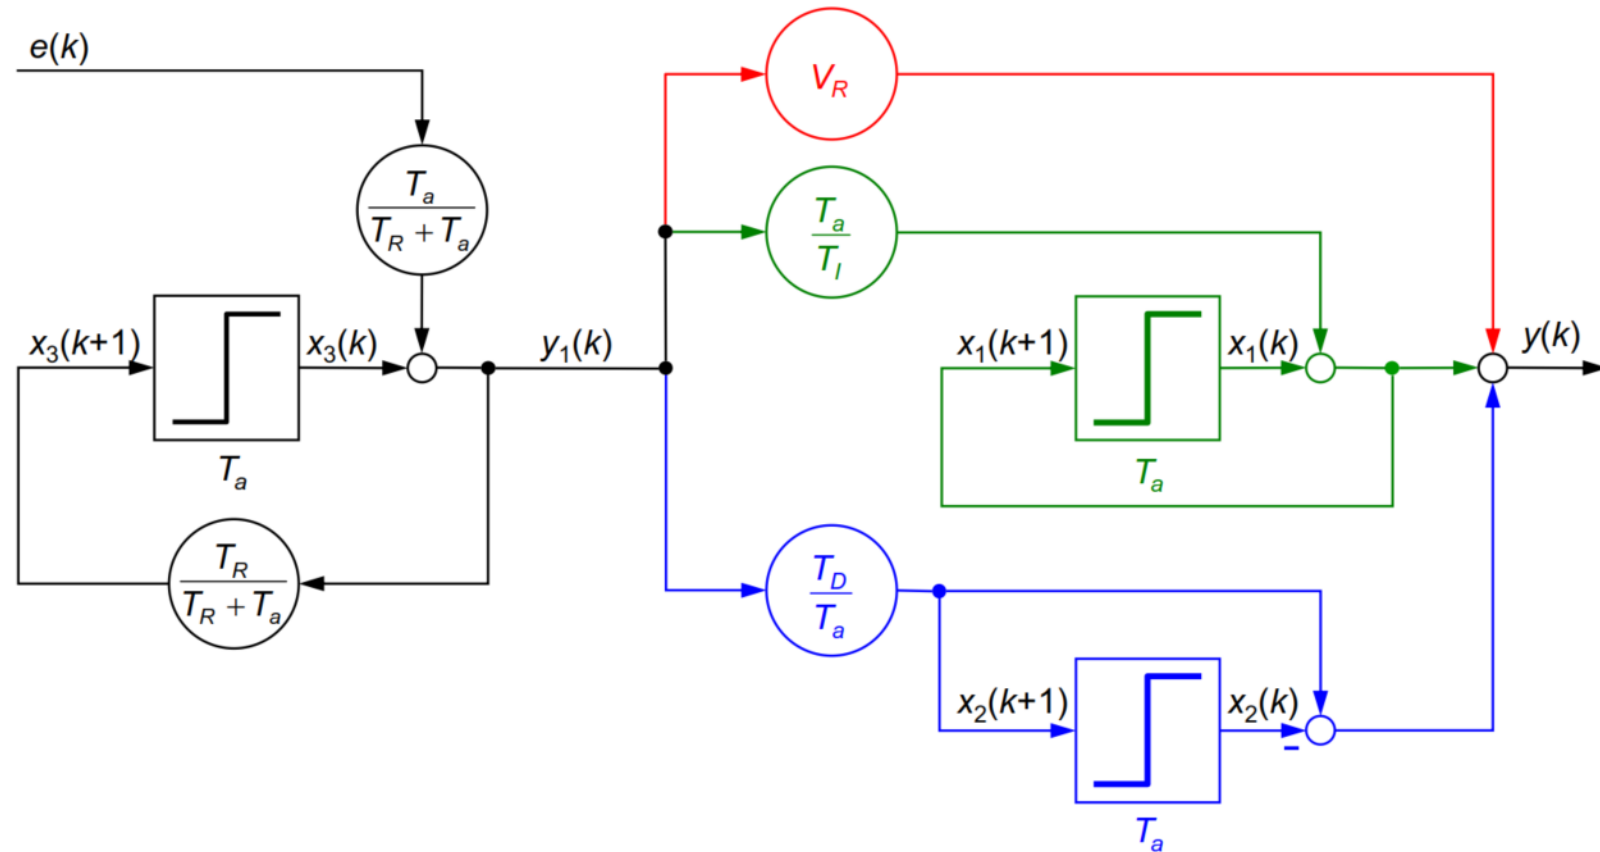 e(k)
V_R
T_a
T_R + T_a
T_a
T_I
x_3(k+1)
x_3(k)
y_1(k)
x_1(k+1)
x_1(k)
y(k)
T_a
T_a
T_R
T_R + T_a
T_D
T_a
x_2(k+1)
x_2(k)
-
T_a